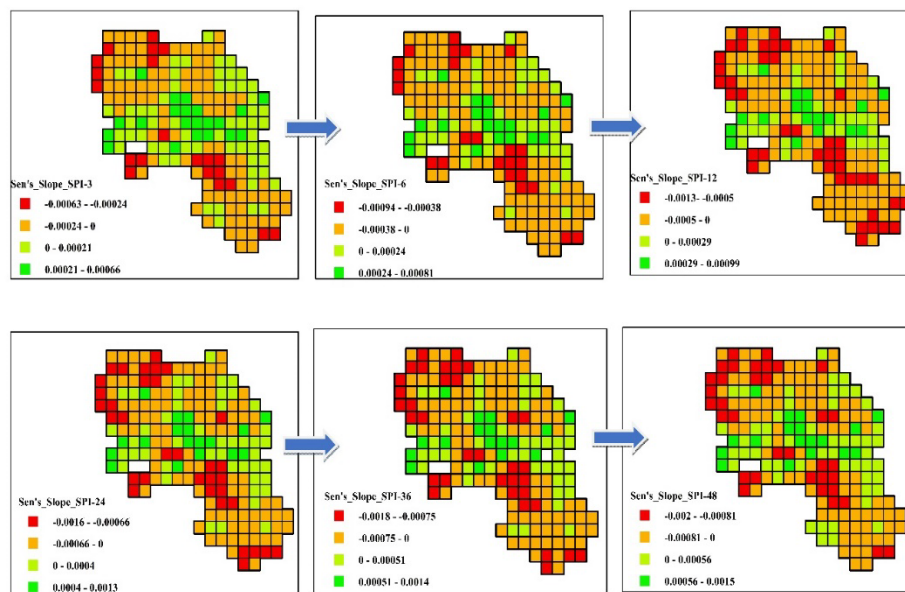 Sen's_Slope_SPI-3
-0.00063 - -0.00024
-0.00024 - 0
0 - 0.00021
0.00021 - 0.00066
Sen's_Slope_SPI-6
-0.00094 - -0.00038
-0.00038 - 0
0 - 0.00024
0.00024 - 0.00081
Sen's_Slope_SPI-12
-0.0013- -0.0005
-0.0005 - 0
0 - 0.00029
0.00029 - 0.00099
Sen's_Slope_SPI-24
-0.0016 - -0.00066
-0.00066 - 0
0 - 0.0004
0.0004 - 0.0013
Sen's_Slope_SPI-36
-0.0018 - -0.00075
-0.00075 - 0
0 - 0.00051
0.00051 - 0.0014
Sen's_Slope_SPI-48
-0.002 - -0.00081
-0.00081 - 0
0 - 0.00056
0.00056 - 0.0015